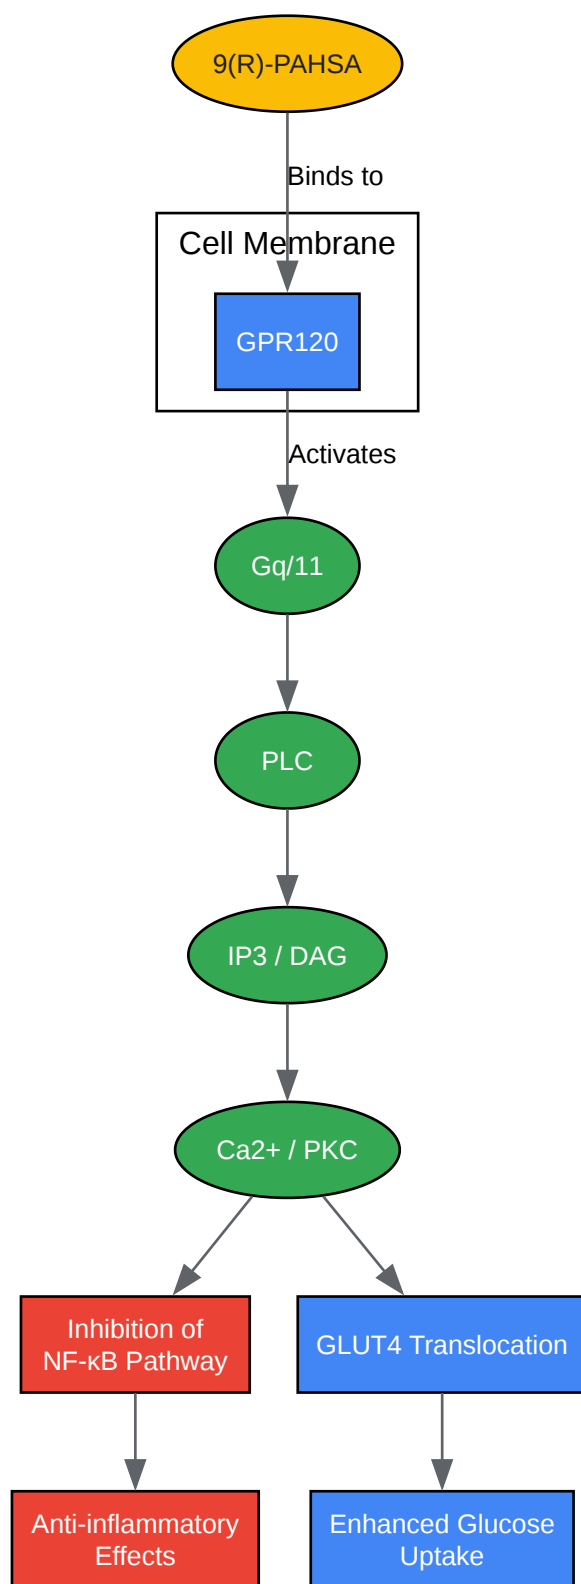 9(R)-PAHSA
Binds to
Cell Membrane
GPR120
Activates
Gq/11
PLC
IP3 / DAG
Ca2+ / PKC
Inhibition of
NF-κB Pathway
GLUT4 Translocation
Anti-inflammatory
Effects
Enhanced Glucose
Uptake